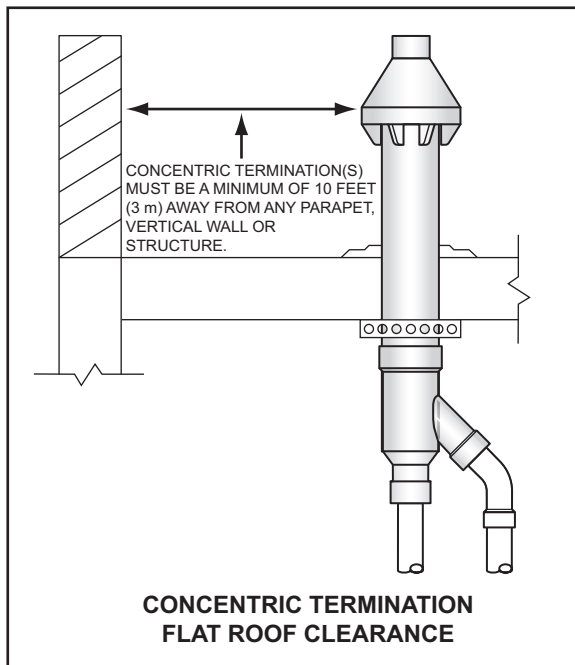 CONCENTRIC TERMINATION(S)
MUST BE A MINIMUM OF 10 FEET
(3 m) AWAY FROM ANY PARAPET,
VERTICAL WALL OR
STRUCTURE.
CONCENTRIC TERMINATION
FLAT ROOF CLEARANCE